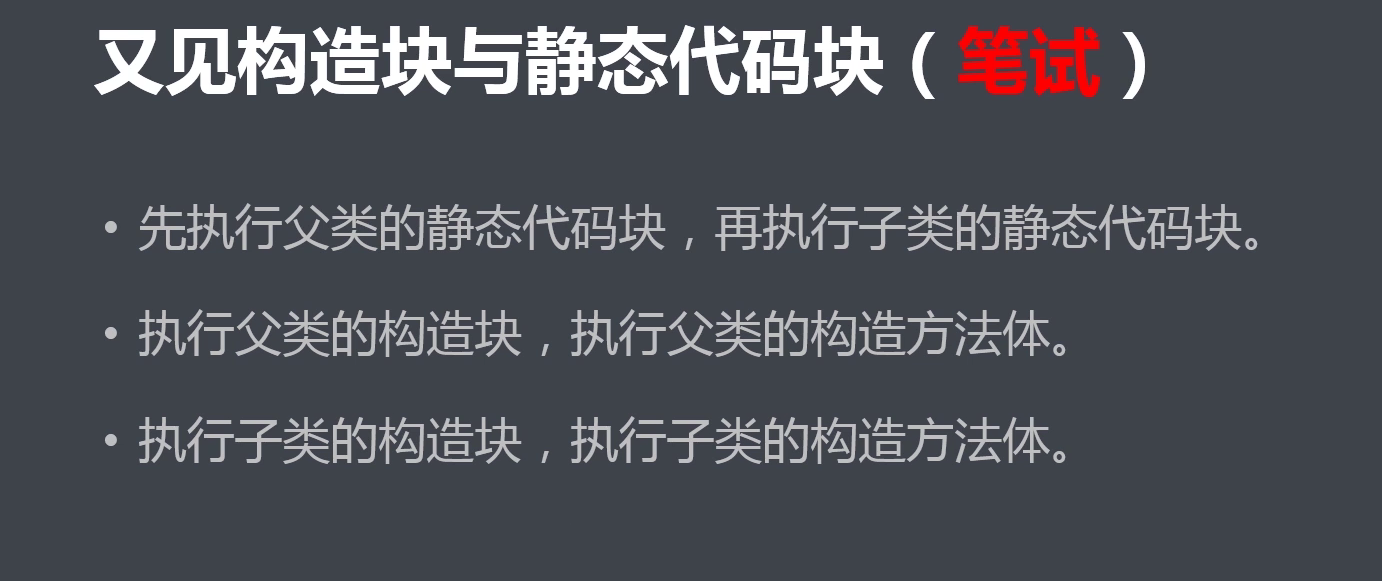 又见构造块与静态代码块（笔试）
• 先执行父类的静态代码块，再执行子类的静态代码块。
• 执行父类的构造块，执行父类的构造方法体。
• 执行子类的构造块，执行子类的构造方法体。